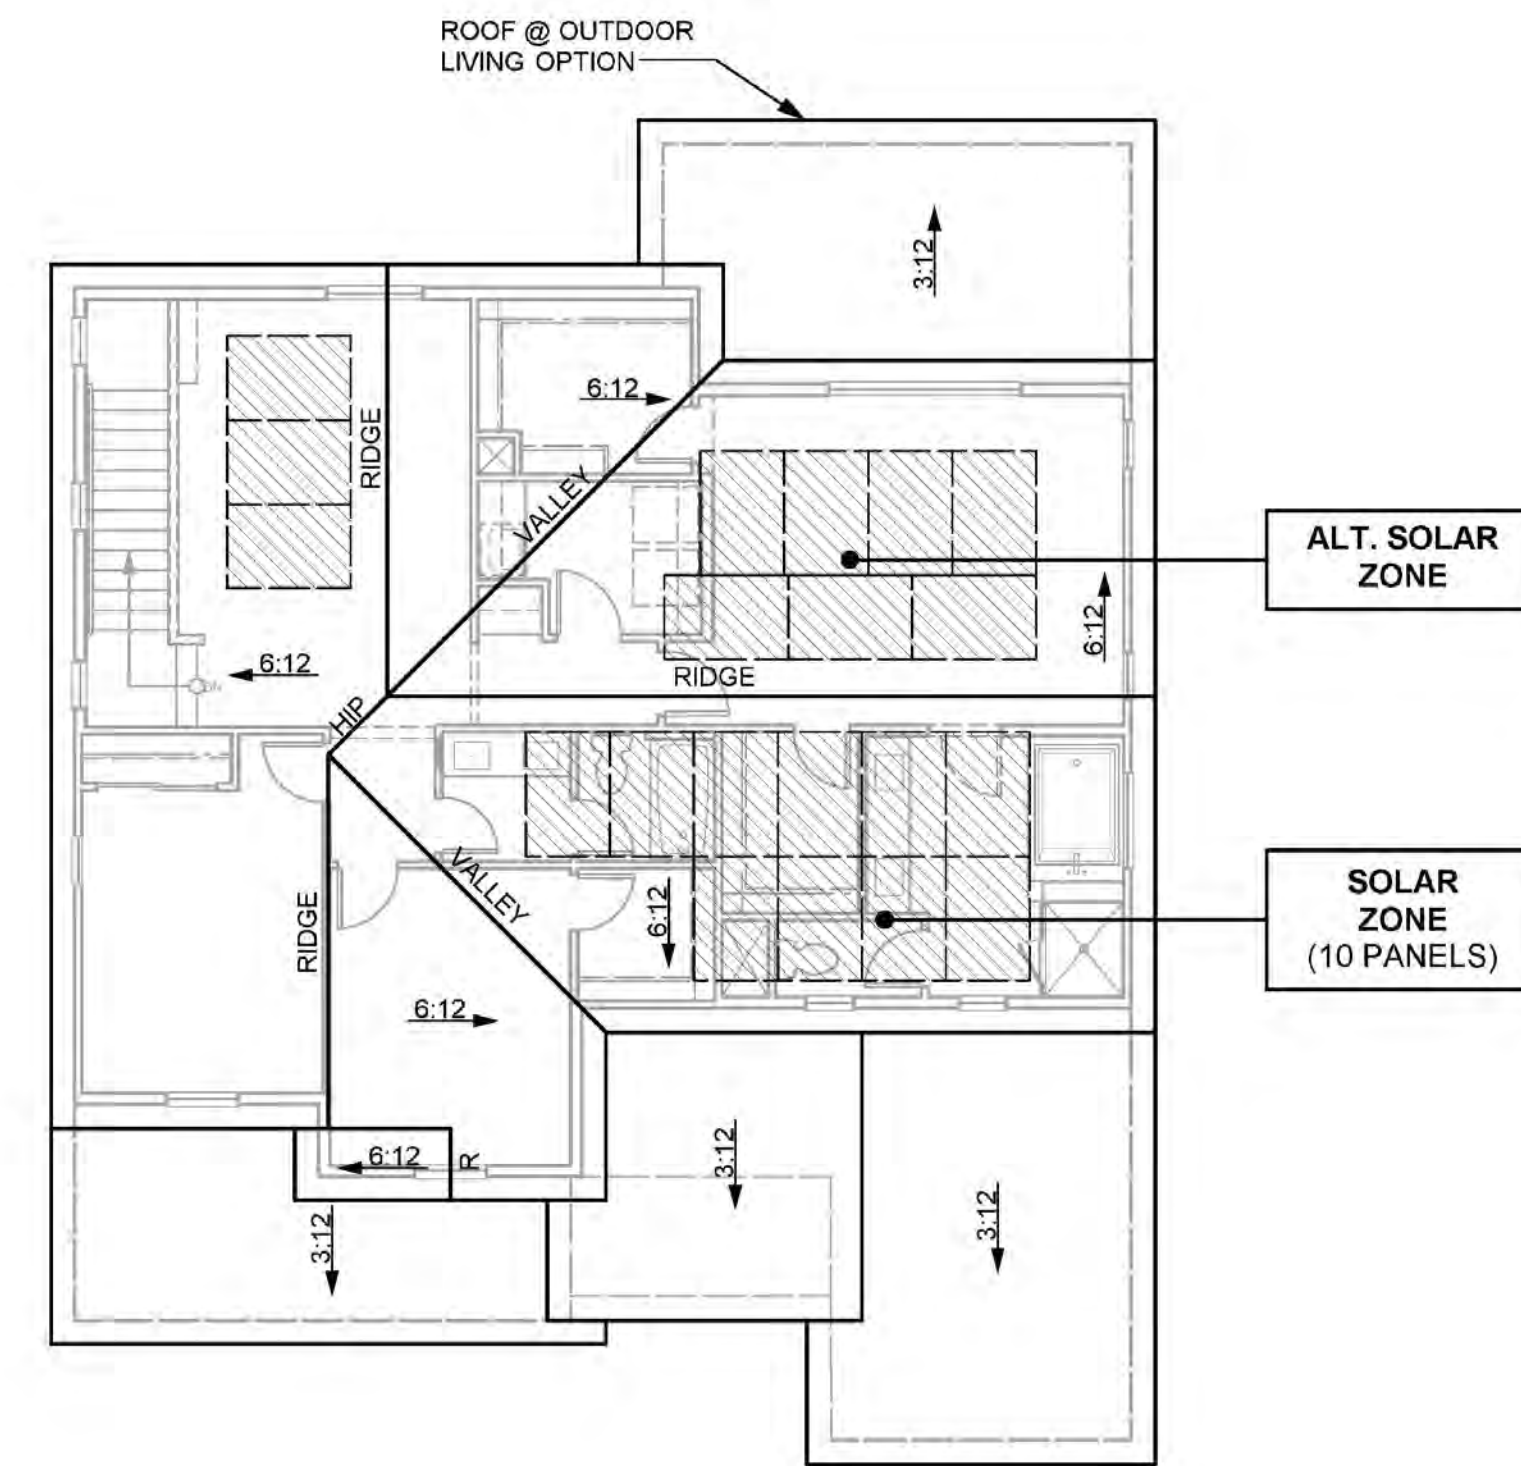 ROOF @ OUTDOOR
LIVING OPTION
3:12
6:12
RIDGE
VALLEY
ALT. SOLAR
ZONE
6:12
6:12
RIDGE
DN
HIP
VALLEY
RIDGE
6:12
SOLAR
ZONE
(10 PANELS)
6:12
6:12
R
3:12
3:12
3:12